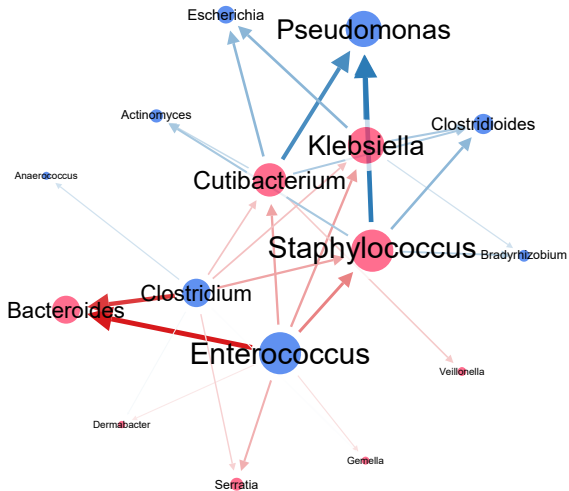 Escherichia
Pseudomonas
Actinomyces
Clostridioides
Klebsiella
Anaerococcus
Cutibacterium
Staphylococcus
Bradyrhizobium
Clostridium
Bacteroides
Enterococcus
Veillonella
Dermabacter
Gemella
Serratia